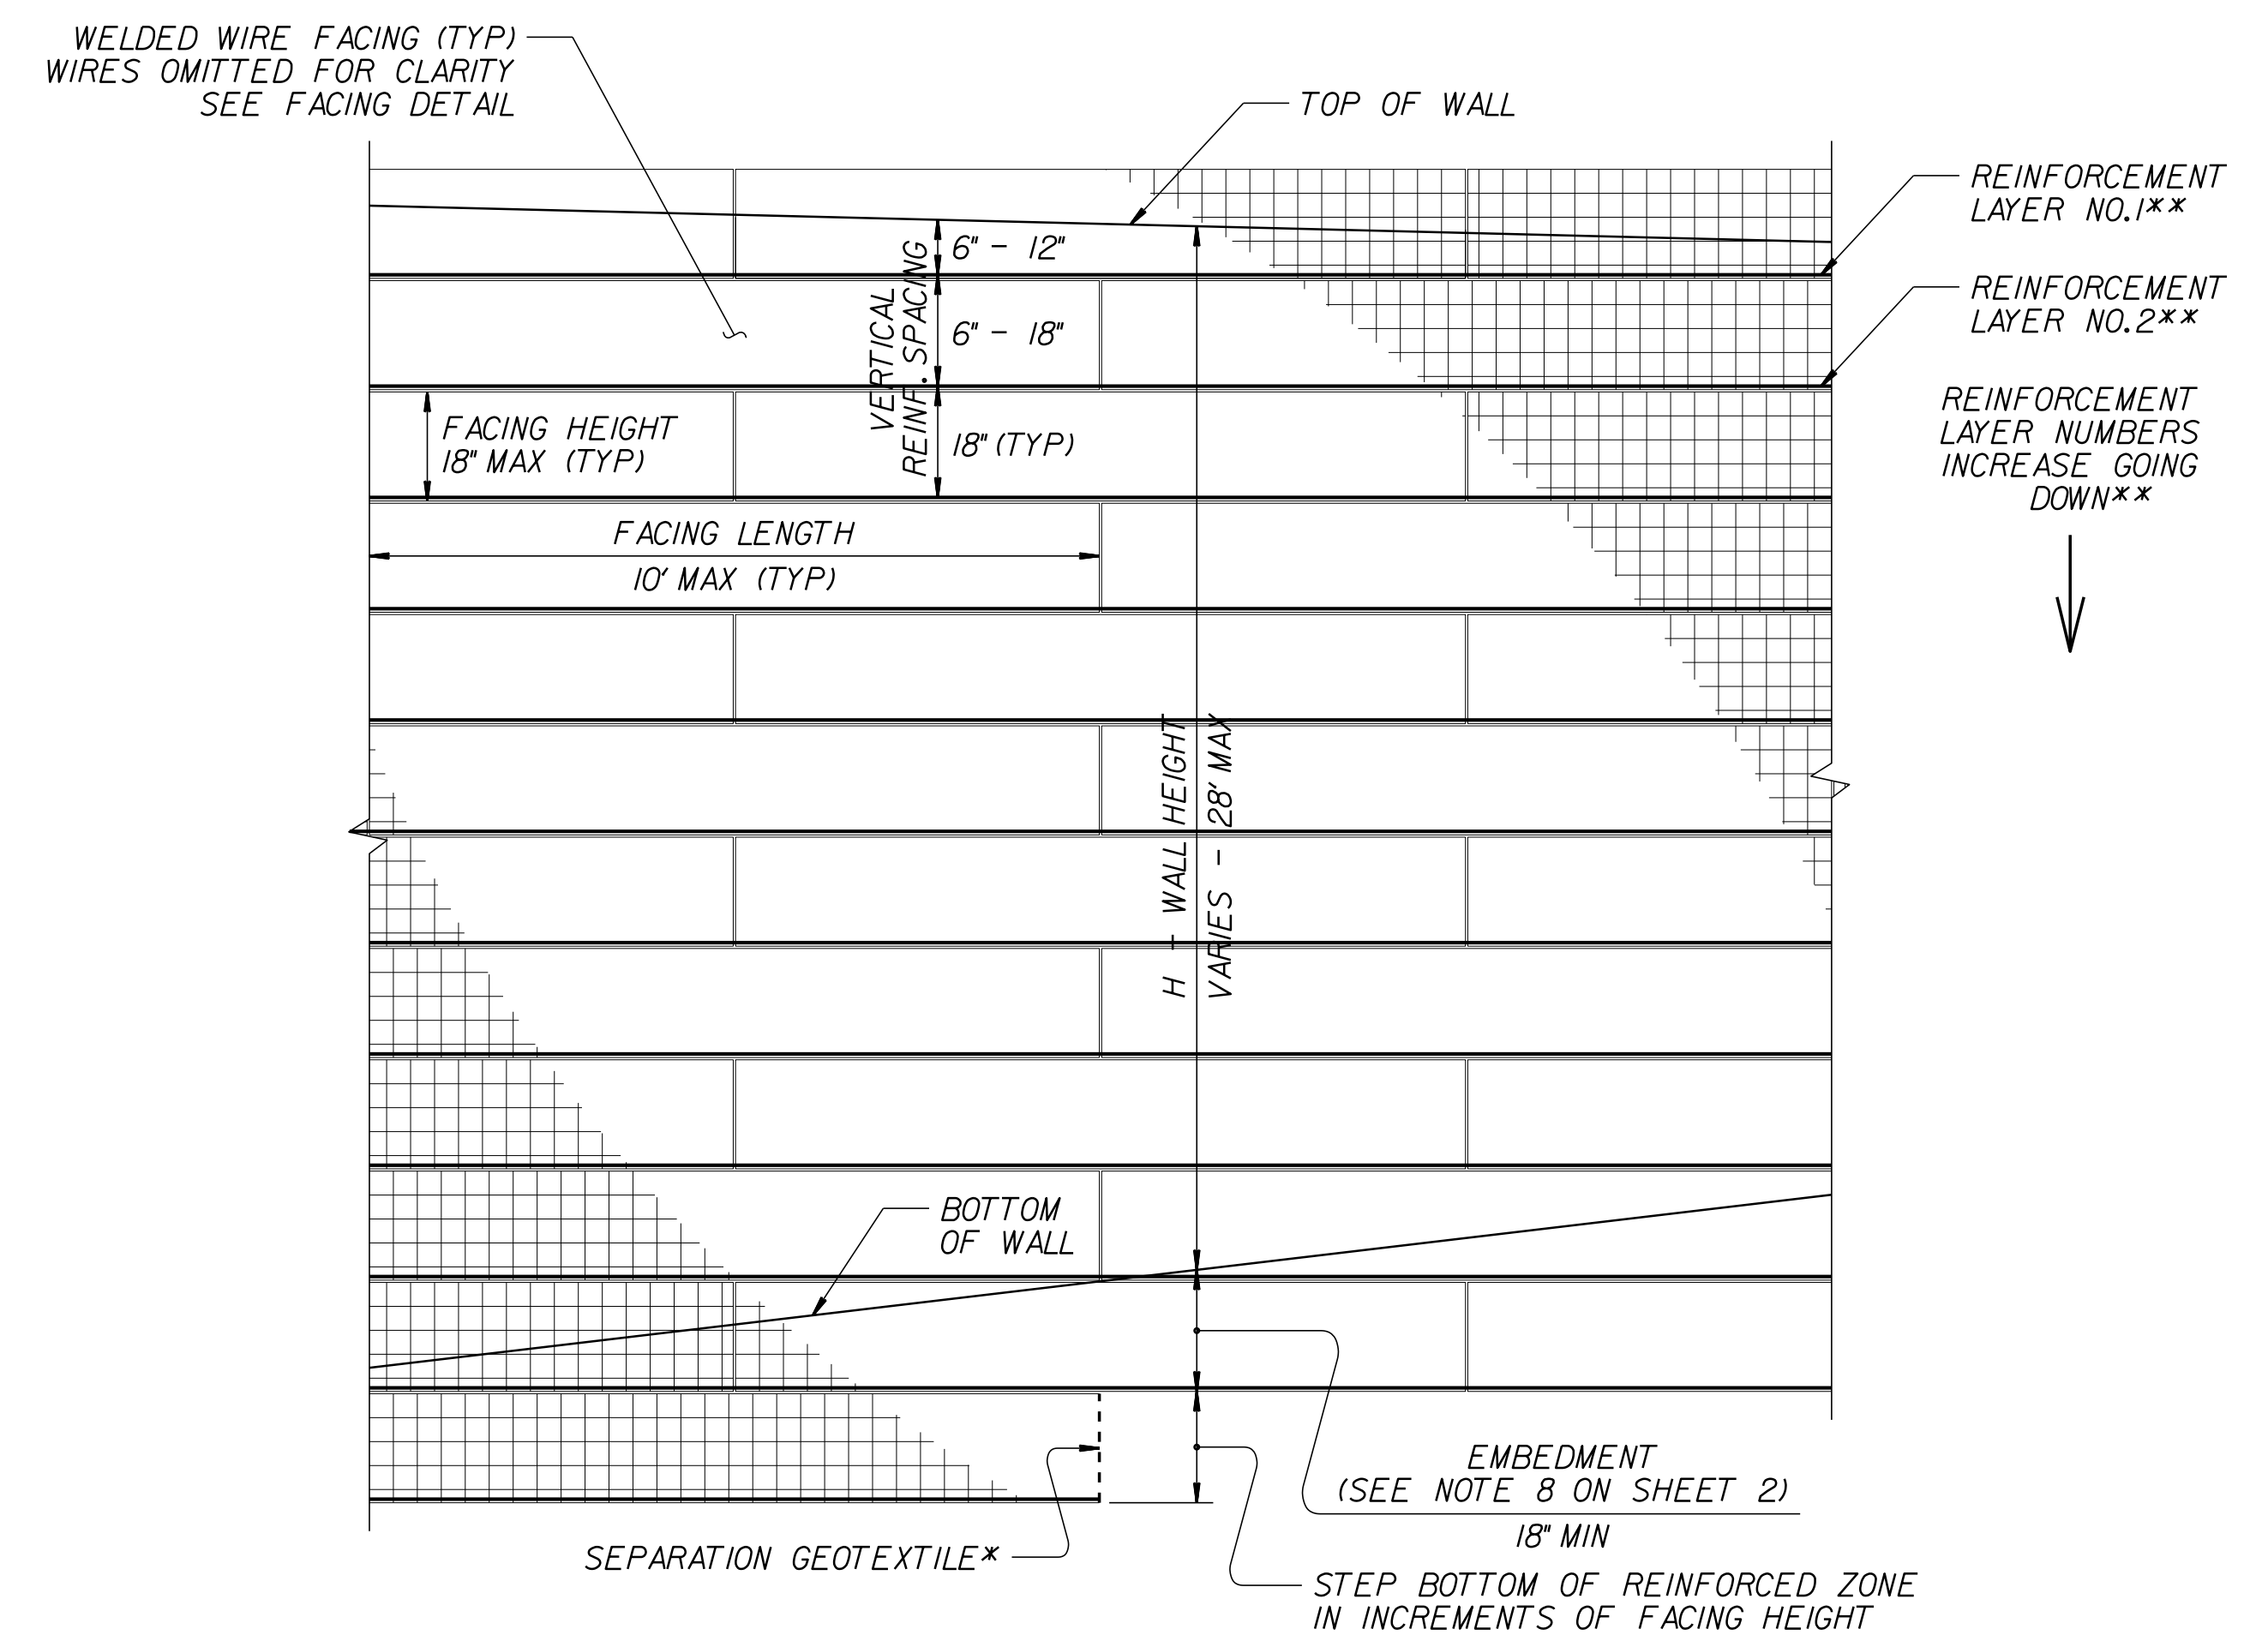 WELDED WIRE FACING (TYP)
WIRES OMITTED FOR CLARITY
SEE FACING DETAIL
TOP OF WALL
REINFORCEMENT
LAYER NO.1**
6" - 12"
VERTICAL
REINF.SPACING
REINFORCEMENT
LAYER NO.2**
6" - 18"
REINFORCEMENT
LAYER NUMBERS
INCREASE GOING
DOWN**
FACING HEIGHT
18" MAX (TYP)
18" (TYP)
FACING LENGTH
10' MAX (TYP)
H - WALL HEIGHT
VARIES - 28' MAX
BOTTOM
OF WALL
EMBEDMENT
(SEE NOTE 8 ON SHEET 2)
18" MIN
SEPARATION GEOTEXTILE*
STEP BOTTOM OF REINFORCED ZONE
IN INCREMENTS OF FACING HEIGHT